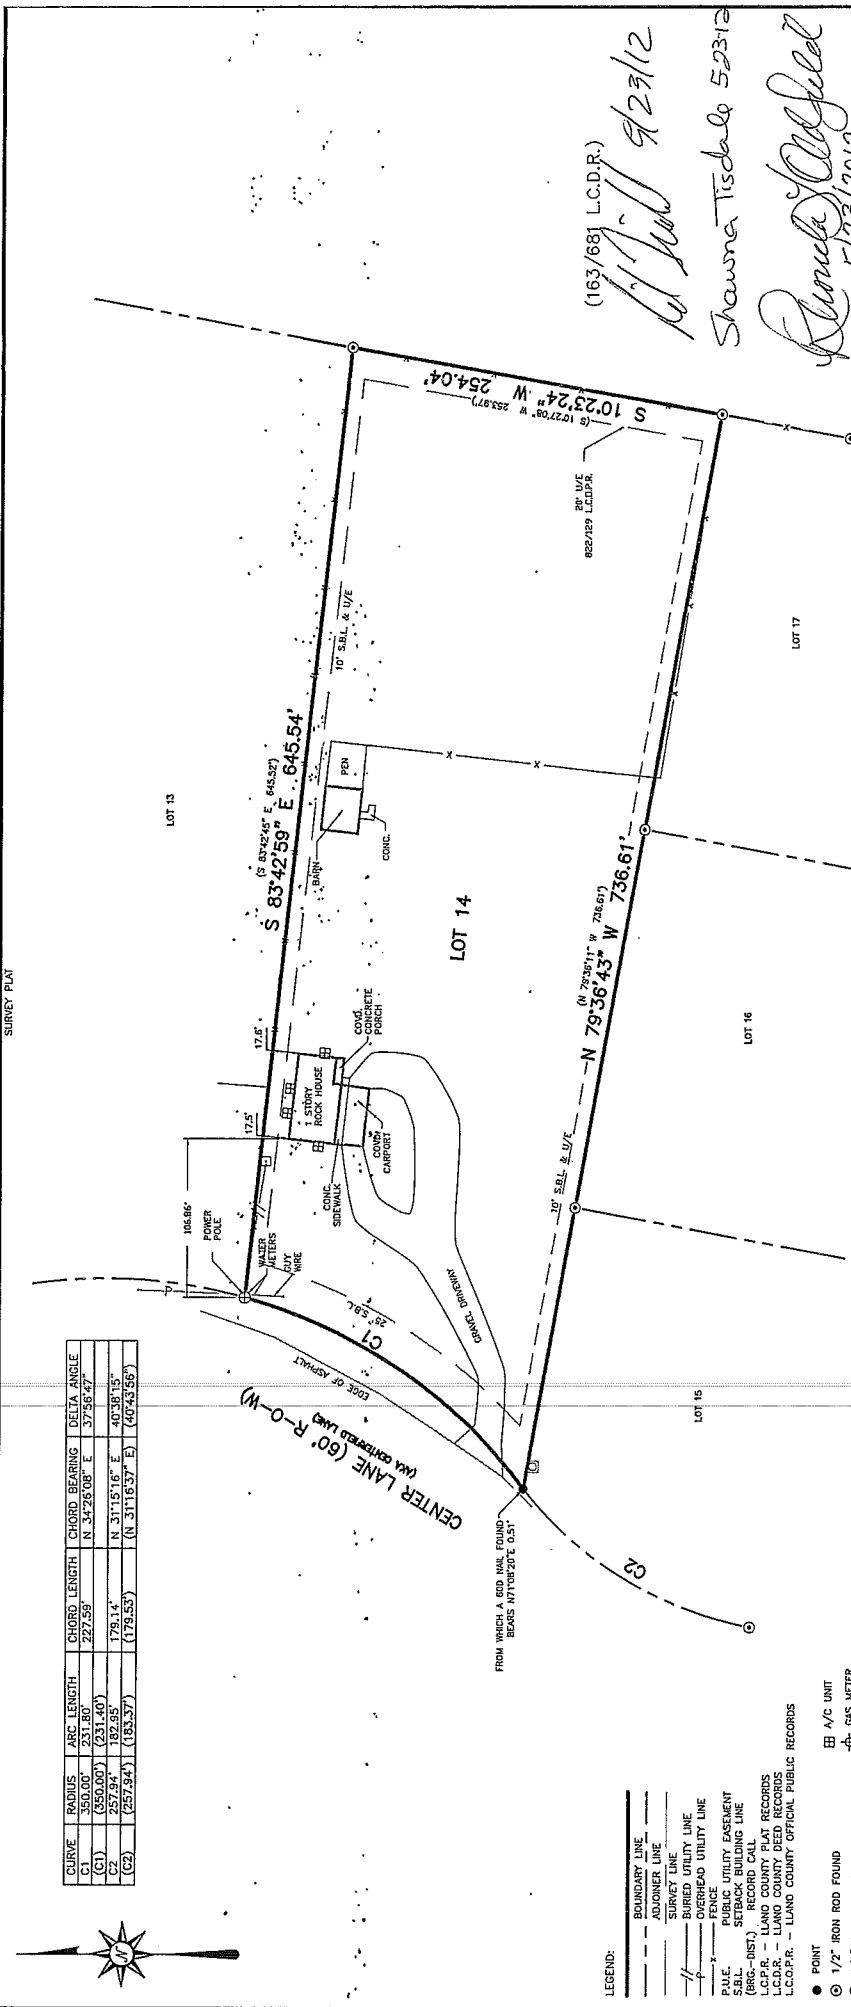 SURVEY PLAT
CURVE RADIUS ARC LENGTH CHORD LENGTH CHORD BEARING DELTA ANGLE
C1 350.00' 231.80' 227.59' N 34°26'08" E 37°56'47"
(C1) (350.00') (231.40')
C2 257.94' 182.95' 179.14' N 31°15'16" E 40°38'15"
(C2) (257.94') (183.37') (179.53') (N 31°16'37" E) (40°43'56")
N
LOT 13
(S 83°42'45" E 645.52')
S 83°42'59" E 645.54'
10' S.B.L. & U/E
106.86'
17.5'
17.6'
POWER
POLE
WATER
METERS
GUY
WIRE
1 STORY
ROCK HOUSE
COVD.
CONCRETE
PORCH
CONC.
SIDEWALK
COVD.
CARPORT
BARN
PEN
CONC.
LOT 14
S 10°23'24" W 254.04'
(S 10°27'08" W 253.97')
20' U/E
822/129 L.C.D.P.R.
25' S.B.L.
C1
EDGE OF ASPHALT
CENTER LANE (60' R-O-W)
(AKA CENTERFIELD LANE)
GRAVEL DRIVEWAY
10' S.B.L. & U/E
(N 79°36'11" W 736.61')
N 79°36'43" W 736.61'
FROM WHICH A 60D NAIL FOUND
BEARS N71°08'20"E 0.51'
C2
LOT 15
LOT 16
LOT 17
(163/681 L.C.D.R.)
5/23/12
Shawna Tisdale 52312
5/23/2012
LEGEND:
BOUNDARY LINE
ADJOINER LINE
SURVEY LINE
// BURIED UTILITY LINE
P OVERHEAD UTILITY LINE
x FENCE
P.U.E. PUBLIC UTILITY EASEMENT
S.B.L. SETBACK BUILDING LINE
(BRG.-DIST.) RECORD CALL
L.C.P.R. - LLANO COUNTY PLAT RECORDS
L.C.D.R. - LLANO COUNTY DEED RECORDS
L.C.O.P.R. - LLANO COUNTY OFFICIAL PUBLIC RECORDS
POINT
1/2" IRON ROD FOUND
A/C UNIT
GAS METER